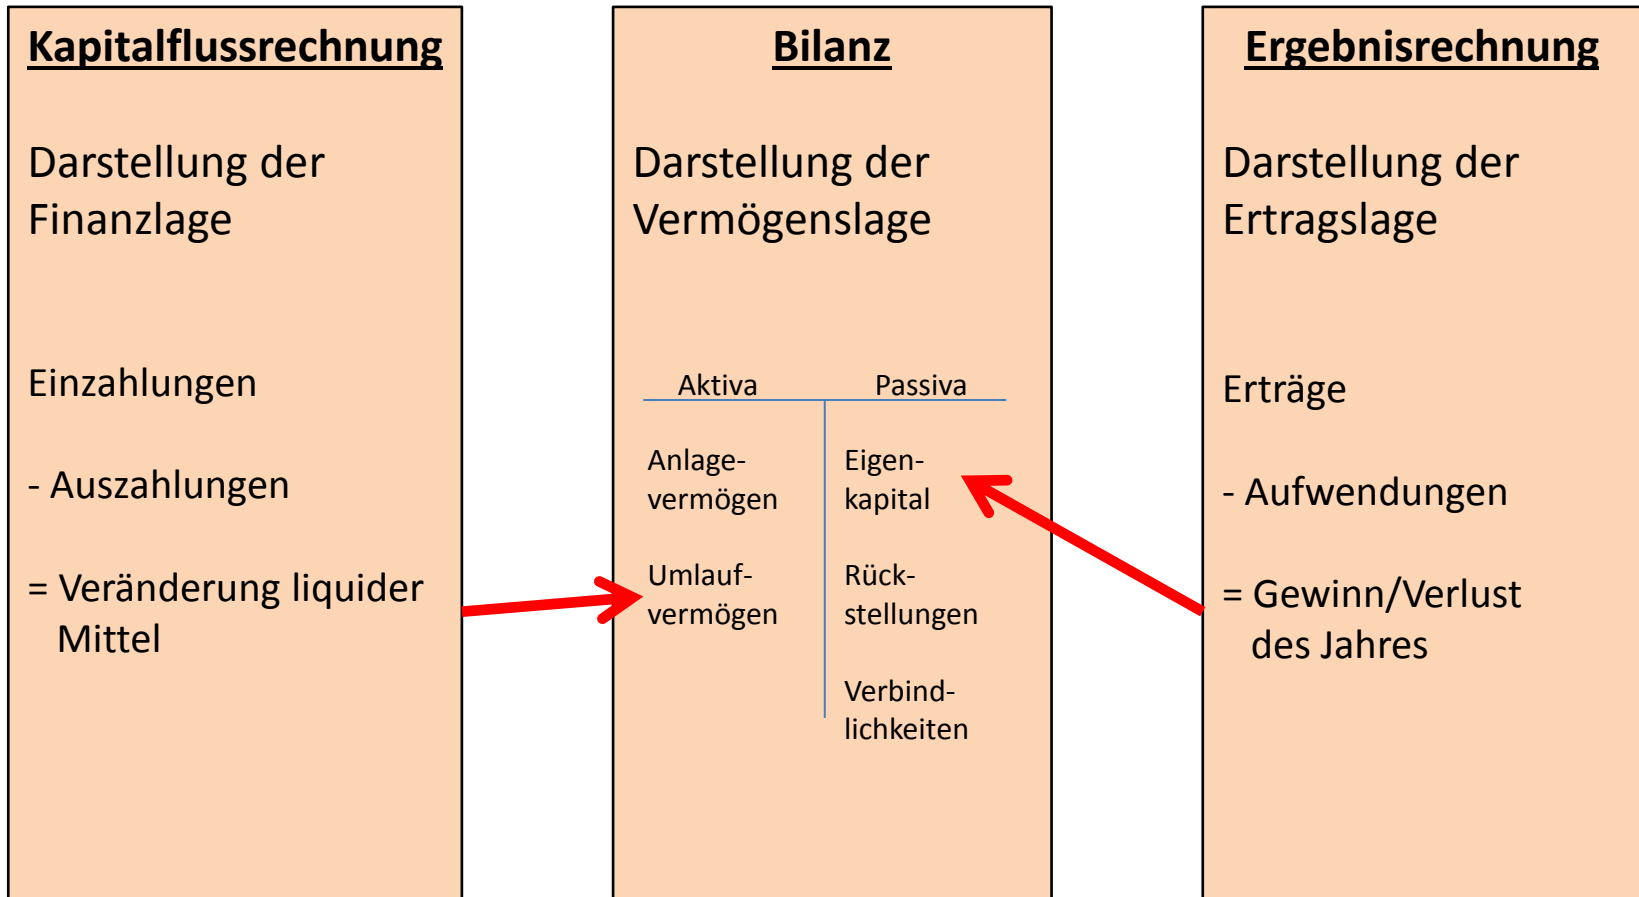 Kapitalflussrechnung
Darstellung der
Finanzlage
Einzahlungen
- Auszahlungen
= Veränderung liquider
Mittel
Bilanz
Darstellung der
Vermögenslage
Aktiva Passiva
Anlage-
vermögen
Umlauf-
vermögen
Eigen-
kapital
Rück-
stellungen
Verbind-
lichkeiten
Ergebnisrechnung
Darstellung der
Ertragslage
Erträge
- Aufwendungen
= Gewinn/Verlust
des Jahres